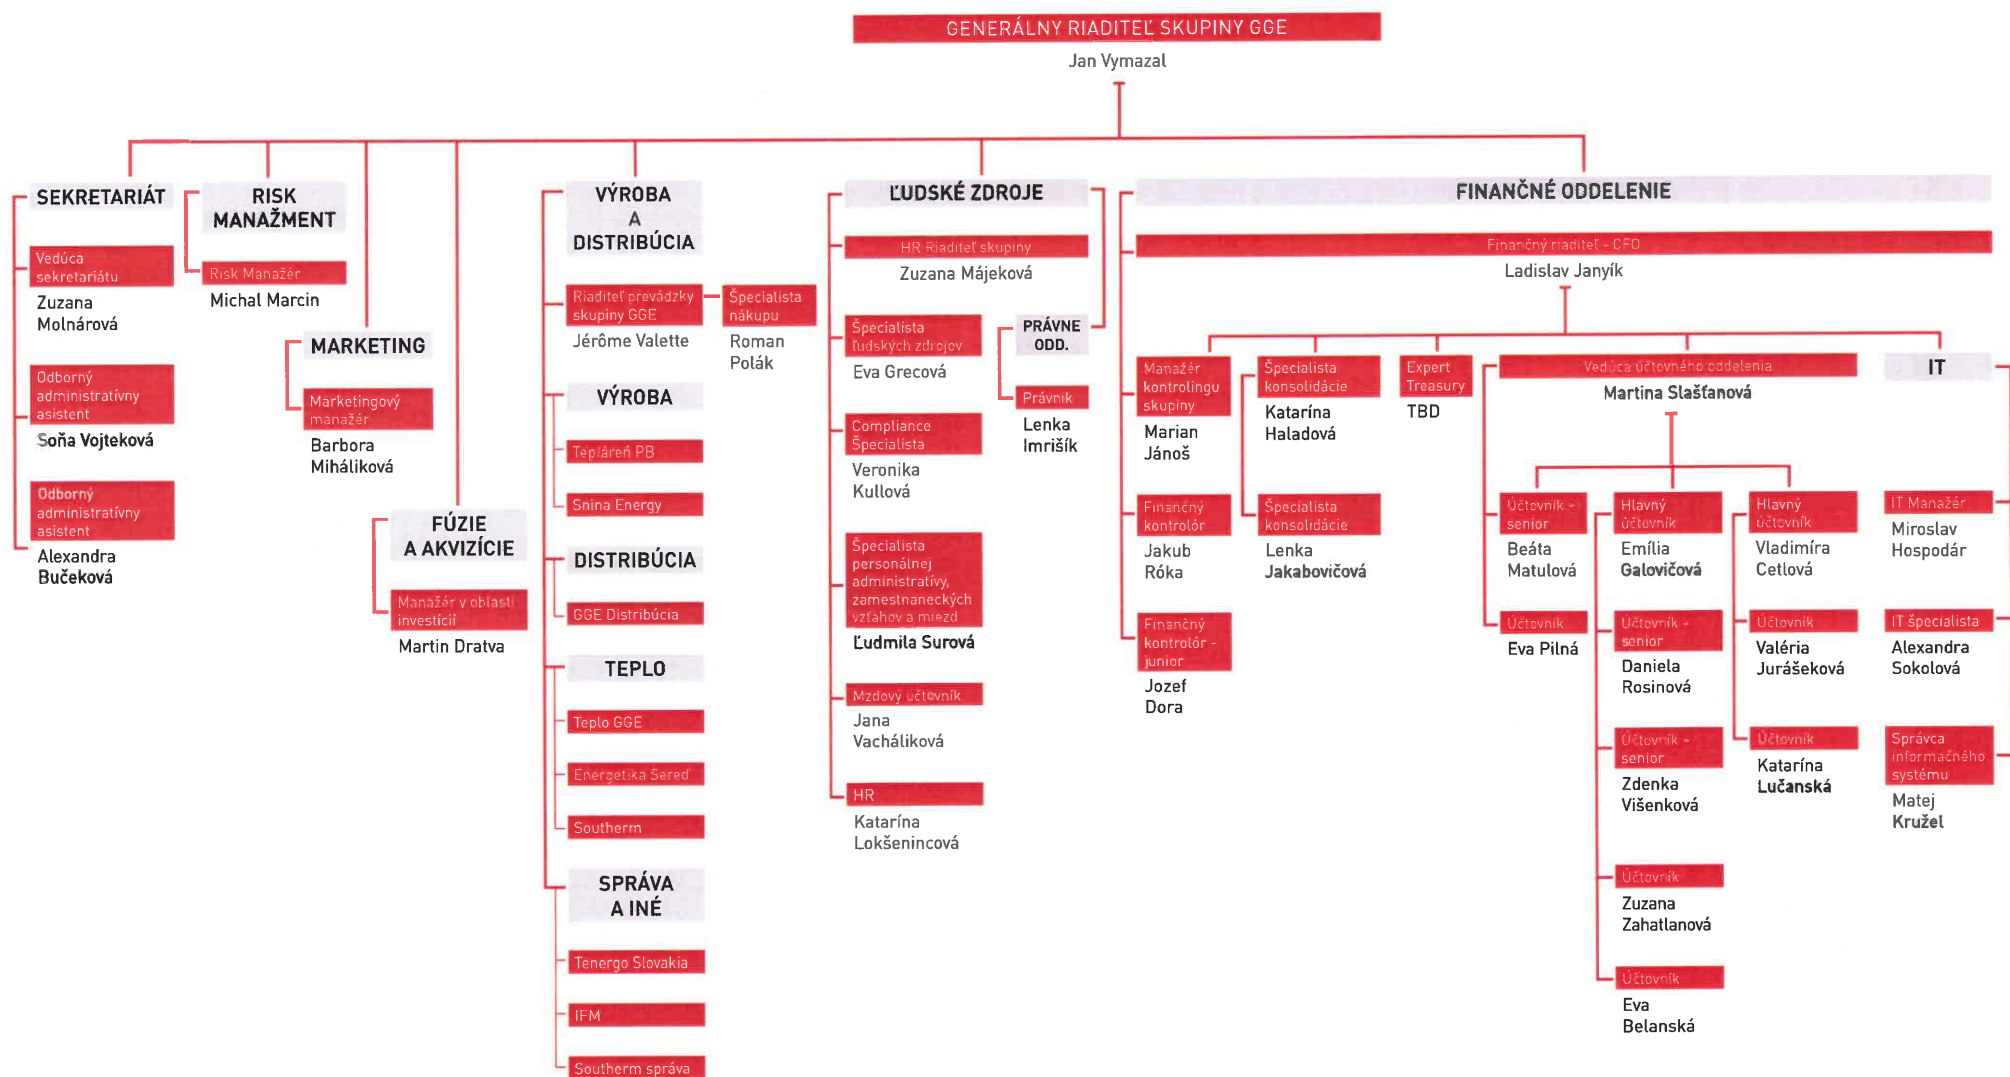 GENERÁLNY RIADITEĽ SKUPINY GGE
Jan Vymazal
SEKRETARIÁT
Vedúca
sekretariátu
Zuzana
Molnárová
Odborný
administratívny
asistent
Soňa Vojteková
Odborný
administratívny
asistent
Alexandra
Bučeková
RISK
MANAŽMENT
Risk Manažér
Michal Marcin
MARKETING
Marketingový
manažér
Barbora
Miháliková
FÚZIE
A AKVIZÍCIE
Manažér v oblasti
investícií
Martin Dratva
VÝROBA
A
DISTRIBÚCIA
Riaditeľ prevádzky
skupiny GGE
Jérôme Valette
Špecialista
nákupu
Roman
Polák
VÝROBA
Tepláreň PB
Snina Energy
DISTRIBÚCIA
GGE Distribúcia
TEPLO
Teplo GGE
Energetika Sereď
Southerm
SPRÁVA
A INÉ
Tenergo Slovakia
IFM
Southerm správa
ĽUDSKÉ ZDROJE
HR Riaditeľ skupiny
Zuzana Májeková
Špecialista
ľudských zdrojov
Eva Grecová
Compliance
Špecialista
Veronika
Kullová
Špecialista
personálnej
administratívy,
zamestnaneckých
vzťahov a miezd
Ľudmila Surová
Mzdový účtovník
Jana
Vacháliková
HR
Katarína
Lokšenincová
PRÁVNE
ODD.
Právnik
Lenka
Imrišík
FINANČNÉ ODDELENIE
Finančný riaditeľ - CFO
Ladislav Janyík
Manažér
kontrolingu
skupiny
Marian
Jánoš
Finančný
kontrolór
Jakub
Róka
Finančný
kontrolór -
junior
Jozef
Dora
Špecialista
konsolidácie
Katarína
Haladová
Špecialista
konsolidácie
Lenka
Jakabovičová
Expert
Treasury
TBD
Vedúca účtovného oddelenia
Martina Slašťanová
Účtovník -
senior
Beáta
Matulová
Účtovník
Eva Pilná
Hlavný
účtovník
Emília
Galovičová
Účtovník -
senior
Daniela
Rosinová
Účtovník -
senior
Zdenka
Višenková
Účtovník
Zuzana
Zahatlanová
Účtovník
Eva
Belanská
Hlavný
účtovník
Vladimíra
Cetlová
Účtovník
Valéria
Jurášeková
Účtovník
Katarína
Lučanská
IT
IT Manažér
Miroslav
Hospodár
IT špecialista
Alexandra
Sokolová
Správca
informačného
systému
Matej
Kružel